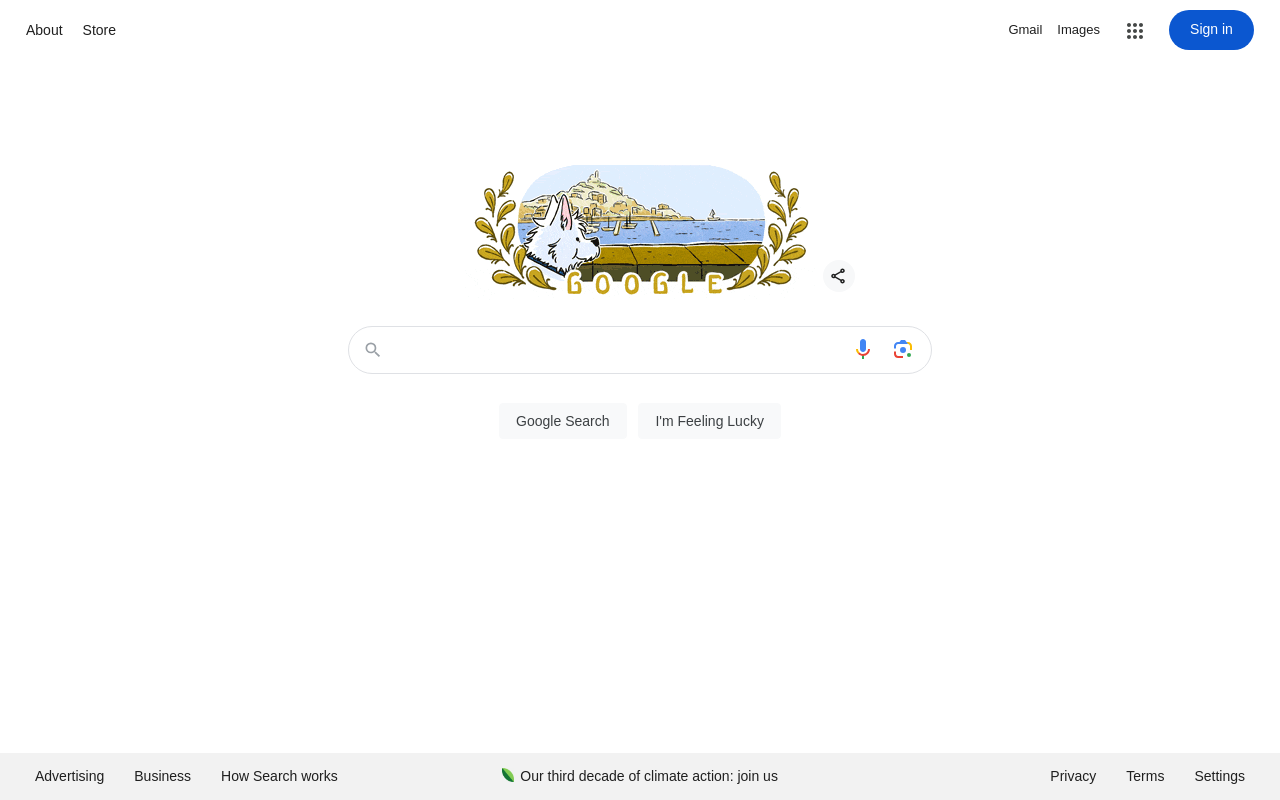 About Store
Gmail Images Sign in
GOOGLE
Google Search I'm Feeling Lucky
Advertising Business How Search works Our third decade of climate action: join us Privacy Terms Settings